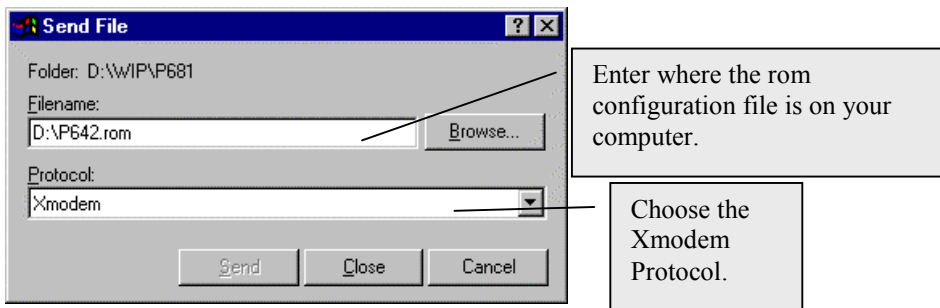 Send File
Folder: D:\WIP\P681
Filename:
D:\P642.rom
Browse...
Protocol:
Xmodem
Send
Close
Cancel
Enter where the rom
configuration file is on your
computer.
Choose the
Xmodem
Protocol.